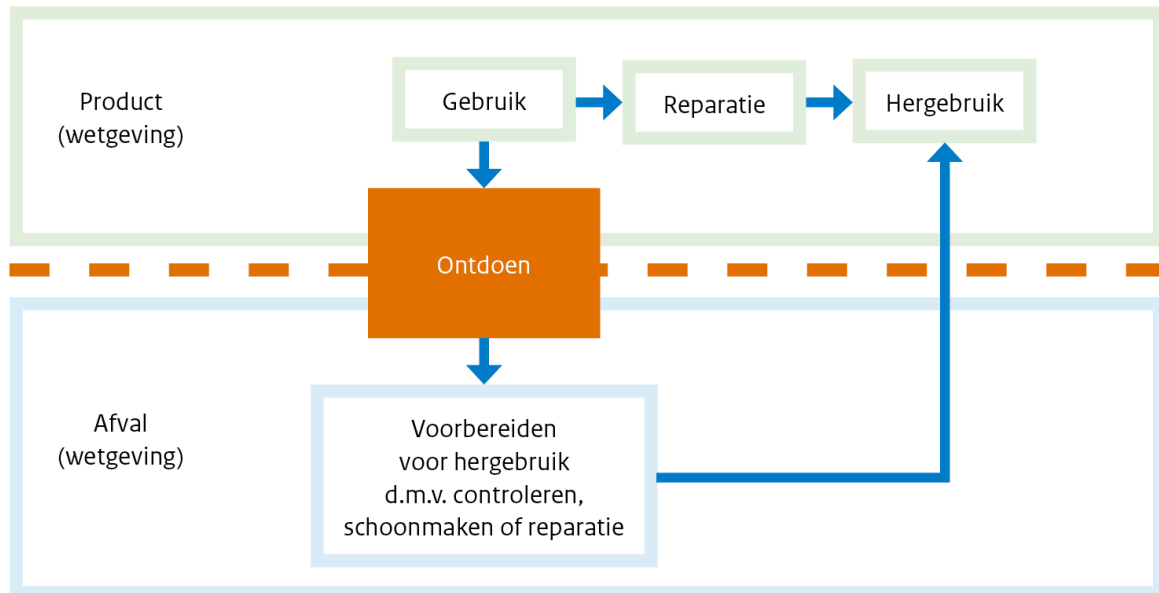 Product
(wetgeving)
Gebruik
Reparatie
Hergebruik
Ontdoen
Afval
(wetgeving)
Voorbereiden
voor hergebruik
d.m.v. controleren,
schoonmaken of reparatie